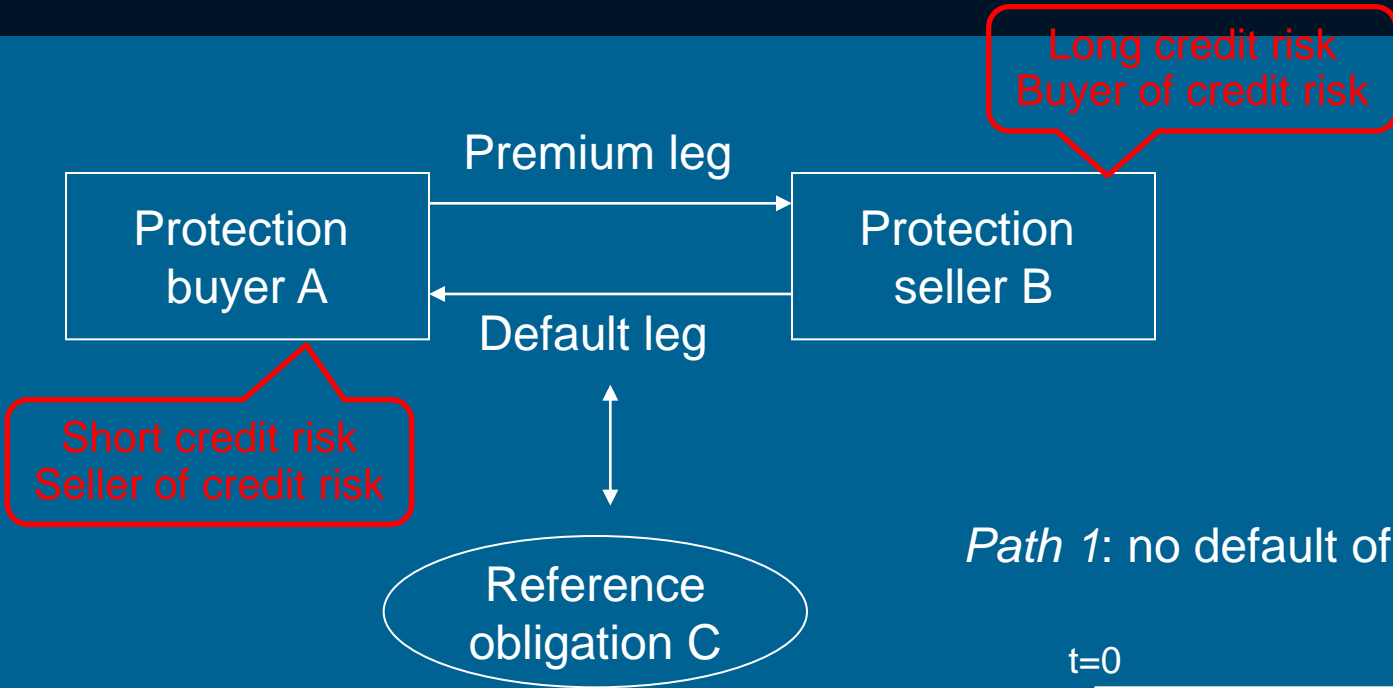 Long credit risk
Buyer of credit risk
Premium leg
Protection
buyer A
Protection
seller B
Default leg
Short credit risk
Seller of credit risk
Path 1: no default of
Reference
obligation C
t=0